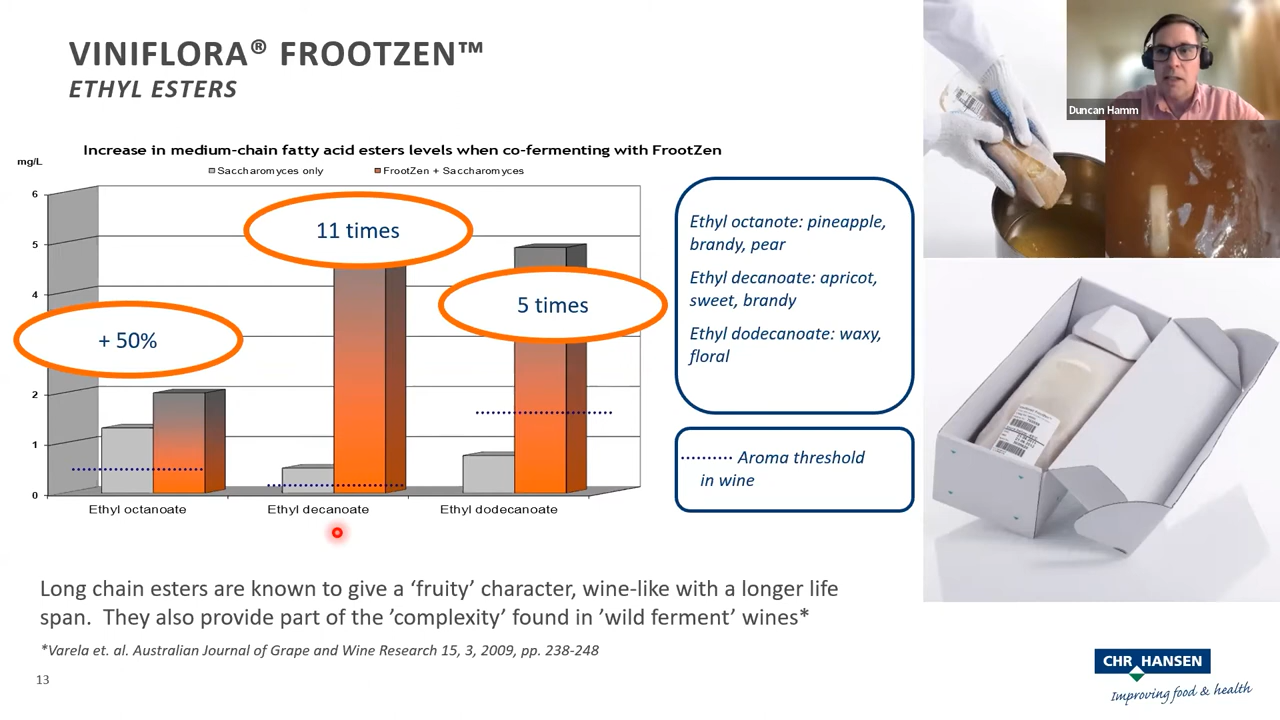 VINIFLORA® FROOTZEN™
ETHYL ESTERS
Duncan Hamm
Increase in medium-chain fatty acid esters levels when co-fermenting with FrootZen
mg/L
Saccharomyces only
FrootZen + Saccharomyces
6
5
4
2
1
0
+ 50%
11 times
5 times
Ethyl octanoate
Ethyl decanoate
Ethyl dodecanoate
Ethyl octanote: pineapple,
brandy, pear
Ethyl decanoate: apricot,
sweet, brandy
Ethyl dodecanoate: waxy,
floral
Aroma threshold
in wine
Long chain esters are known to give a ‘fruity’ character, wine-like with a longer life
span. They also provide part of the ’complexity’ found in ’wild ferment’ wines*
*Varela et. al. Australian Journal of Grape and Wine Research 15, 3, 2009, pp. 238-248
13
CHR HANSEN
Improving food & health